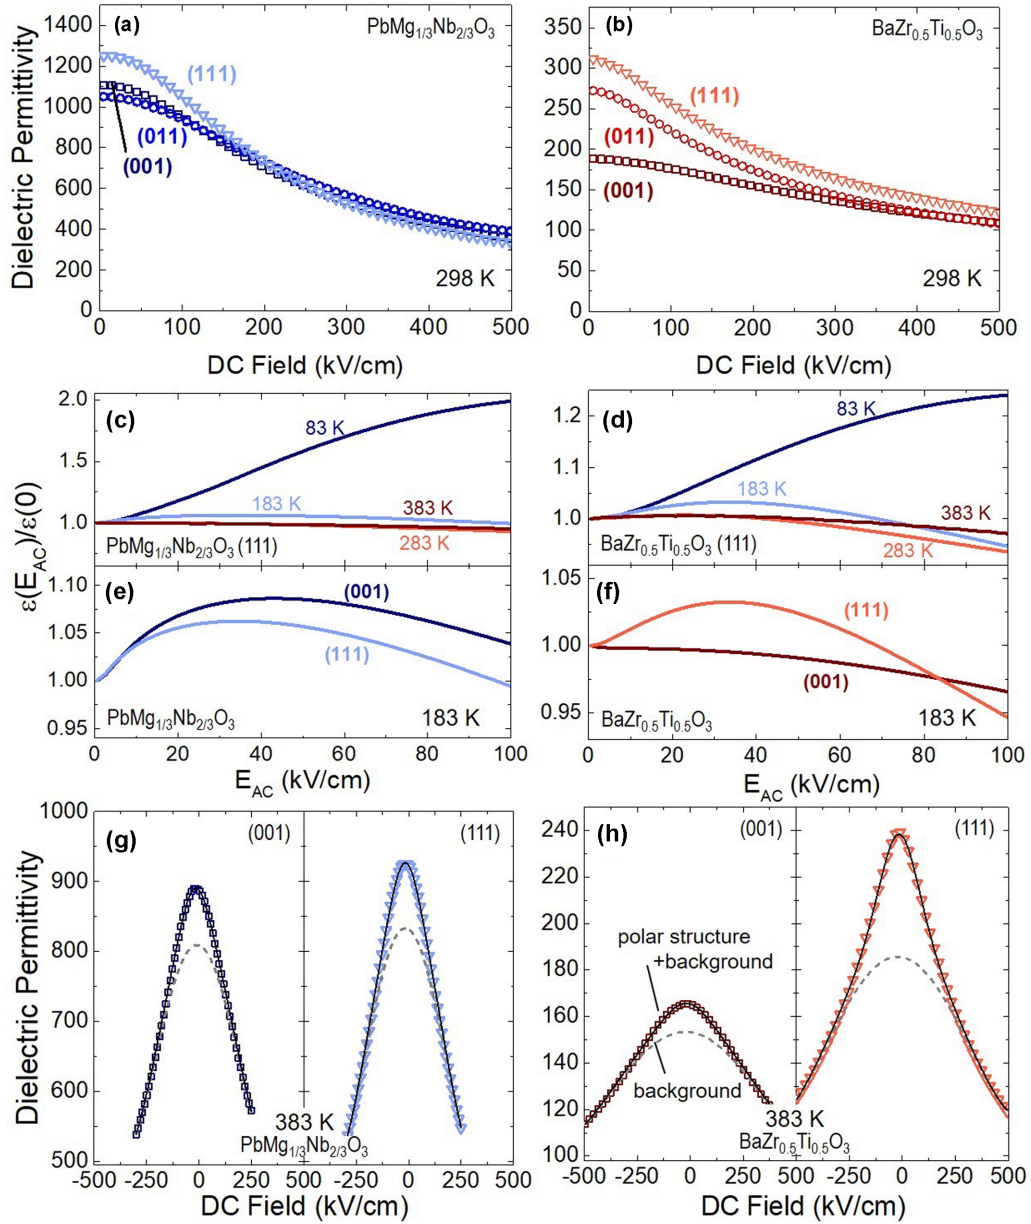 (a) PbMg1/3Nb2/3O3
1400
1200
1000
800
600
400
200
0
Dielectric Permittivity
(111)
(011)
(001)
298 K
0 100 200 300 400 500
DC Field (kV/cm)
(b) BaZr0.5Ti0.5O3
350
300
250
200
150
100
50
0
(111)
(011)
(001)
298 K
0 100 200 300 400 500
DC Field (kV/cm)
(c)
2.0
1.5
1.0
83 K
183 K
383 K
283 K
PbMg1/3Nb2/3O3 (111)
ε(EAC)/ε(0)
(d)
1.2
1.1
1.0
83 K
183 K
383 K
283 K
BaZr0.5Ti0.5O3 (111)
(e)
1.10
1.05
1.00
0.95
(001)
(111)
PbMg1/3Nb2/3O3
183 K
0 20 40 60 80 100
EAC (kV/cm)
(f)
1.05
1.00
0.95
(111)
(001)
BaZr0.5Ti0.5O3
183 K
0 20 40 60 80 100
EAC (kV/cm)
(g) (001) (111)
1000
900
800
700
600
500
Dielectric Permittivity
383 K
PbMg1/3Nb2/3O3
-500 -250 0 250 -500 -250 0 250 500
DC Field (kV/cm)
(h) (001) (111)
240
220
200
180
160
140
120
100
polar structure
+background
background
383 K
BaZr0.5Ti0.5O3
-500 -250 0 250 -500 -250 0 250 500
DC Field (kV/cm)